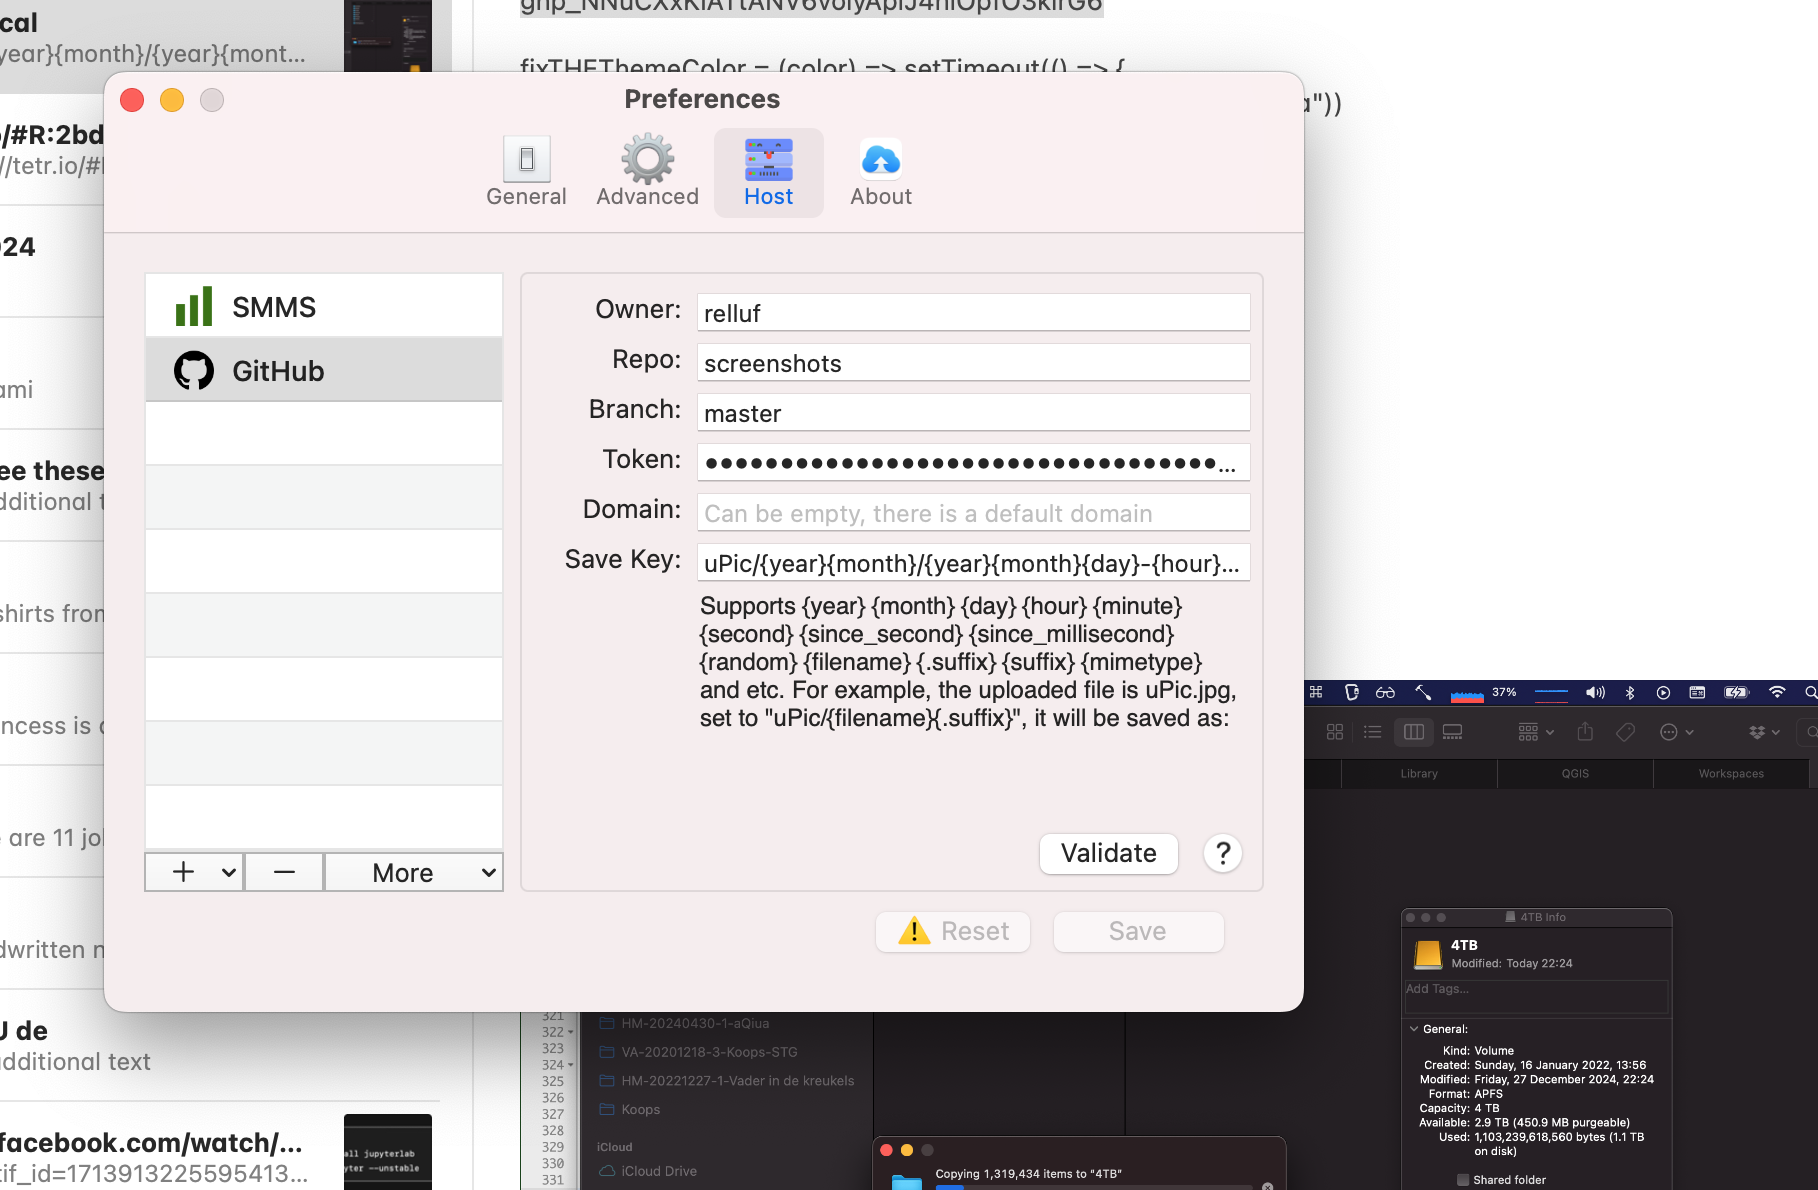 cal
year}{month}/{year}{mont...
fixTHEThemeColor = (color) => setTimeout(() => {
a"))
/#R:2bd
//tetr.io/#
024
ami
ee these
dditional t
shirts fron
ncess is
are 11 jo
dwritten n
U de
dditional text
facebook.com/watch/...
tif_id=1713913225595413...
all jupyterlab
yter --unstable
Preferences
General
Advanced
Host
About
SMMS
GitHub
+
—
More
Owner: relluf
Repo: screenshots
Branch: master
Token: ●●●●●●●●●●●●●●●●●●●●●●●●●●●●●●●●●●...
Domain: Can be empty, there is a default domain
Save Key: uPic/{year}{month}/{year}{month}{day}-{hour}...
Supports {year} {month} {day} {hour} {minute}
{second} {since_second} {since_millisecond}
{random} {filename} {.suffix} {suffix} {mimetype}
and etc. For example, the uploaded file is uPic.jpg,
set to "uPic/{filename}{.suffix}", it will be saved as:
Validate
?
Reset
Save
37%
Library
QGIS
Workspaces
321
322
323
324
325
326
327
328
329
330
331
HM-20240430-1-aQiua
VA-20201218-3-Koops-STG
HM-20221227-1-Vader in de kreukels
Koops
iCloud
iCloud Drive
Copying 1,319,434 items to "4TB"
4TB Info
4TB
Modified: Today 22:24
Add Tags...
General:
Kind: Volume
Created: Sunday, 16 January 2022, 13:56
Modified: Friday, 27 December 2024, 22:24
Format: APFS
Capacity: 4 TB
Available: 2.9 TB (450.9 MB purgeable)
Used: 1,103,239,618,560 bytes (1.1 TB
on disk)
Shared folder